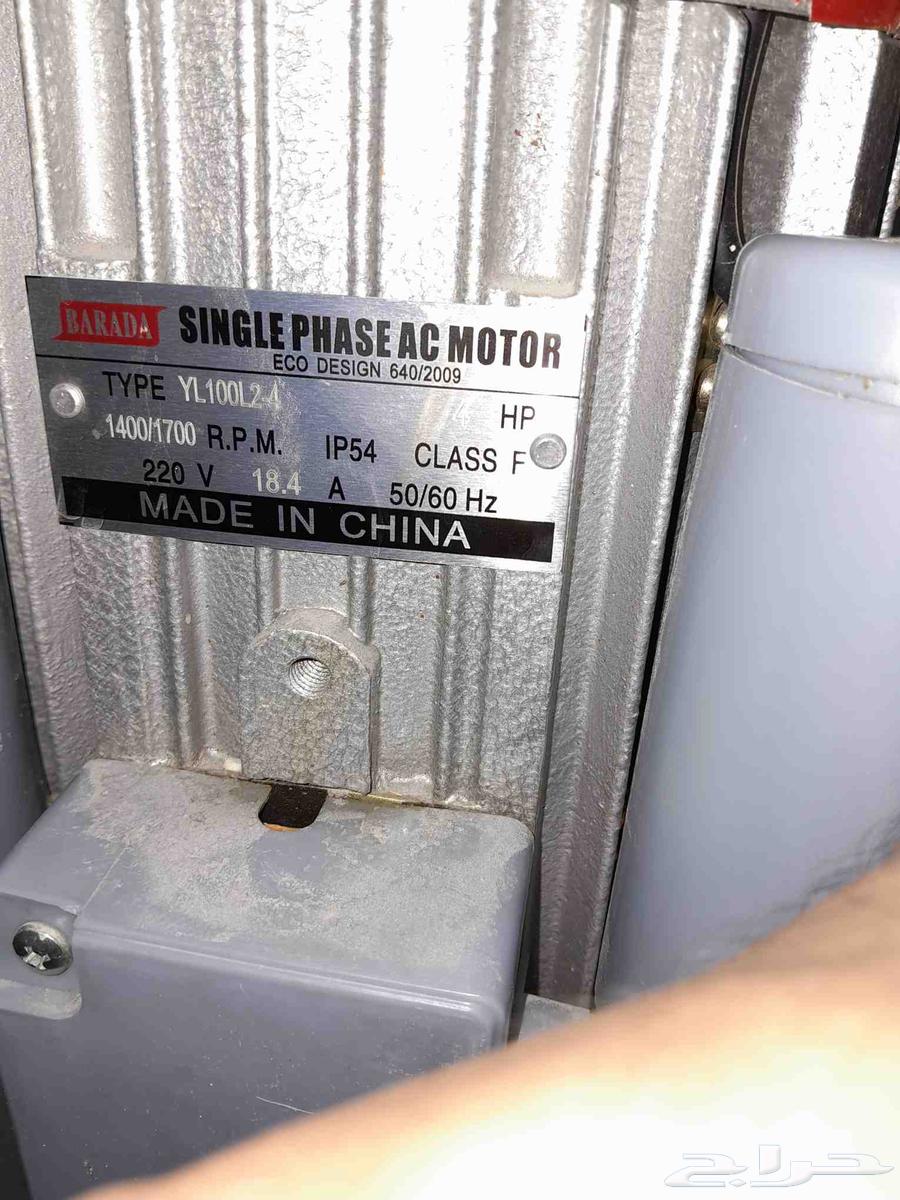 BARADA SINGLE PHASE AC MOTOR
ECO DESIGN 640/2009
TYPE YL100L2-4 4 HP
1400/1700 R.P.M. IP54 CLASS F
220 V 18.4 A 50/60 Hz
MADE IN CHINA
حراج